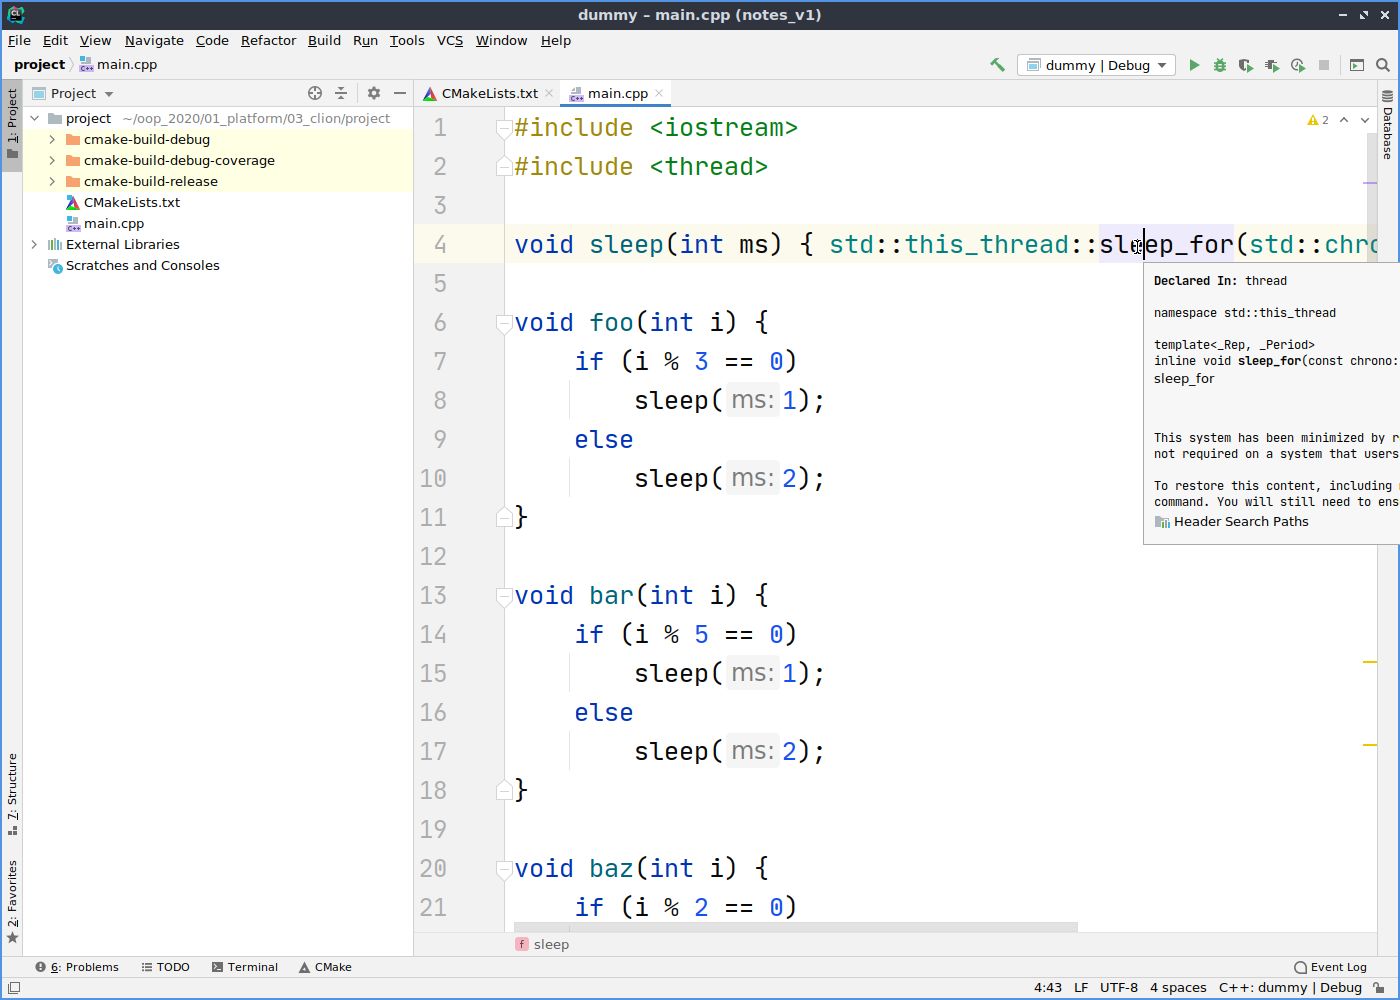 dummy – main.cpp (notes_v1)
File Edit View Navigate Code Refactor Build Run Tools VCS Window Help
project main.cpp
dummy | Debug
1: Project
Project
CMakeLists.txt
main.cpp
project ~/oop_2020/01_platform/03_clion/project
cmake-build-debug
cmake-build-debug-coverage
cmake-build-release
CMakeLists.txt
main.cpp
External Libraries
Scratches and Consoles
2
Database
1 #include <iostream>
2 #include <thread>
3
4 void sleep(int ms) { std::this_thread::sleep_for(std::chro
5
6 void foo(int i) {
7 if (i % 3 == 0)
8 sleep( ms: 1);
9 else
10 sleep( ms: 2);
11 }
12
13 void bar(int i) {
14 if (i % 5 == 0)
15 sleep( ms: 1);
16 else
17 sleep( ms: 2);
18 }
19
20 void baz(int i) {
21 if (i % 2 == 0)
Declared In: thread
namespace std::this_thread
template<_Rep, _Period>
inline void sleep_for(const chrono:
sleep_for
This system has been minimized by
not required on a system that users
To restore this content, including
command. You will still need to
Header Search Paths
f sleep
7: Structure
2: Favorites
6: Problems TODO Terminal CMake Event Log
4:43 LF UTF-8 4 spaces C++: dummy | Debug